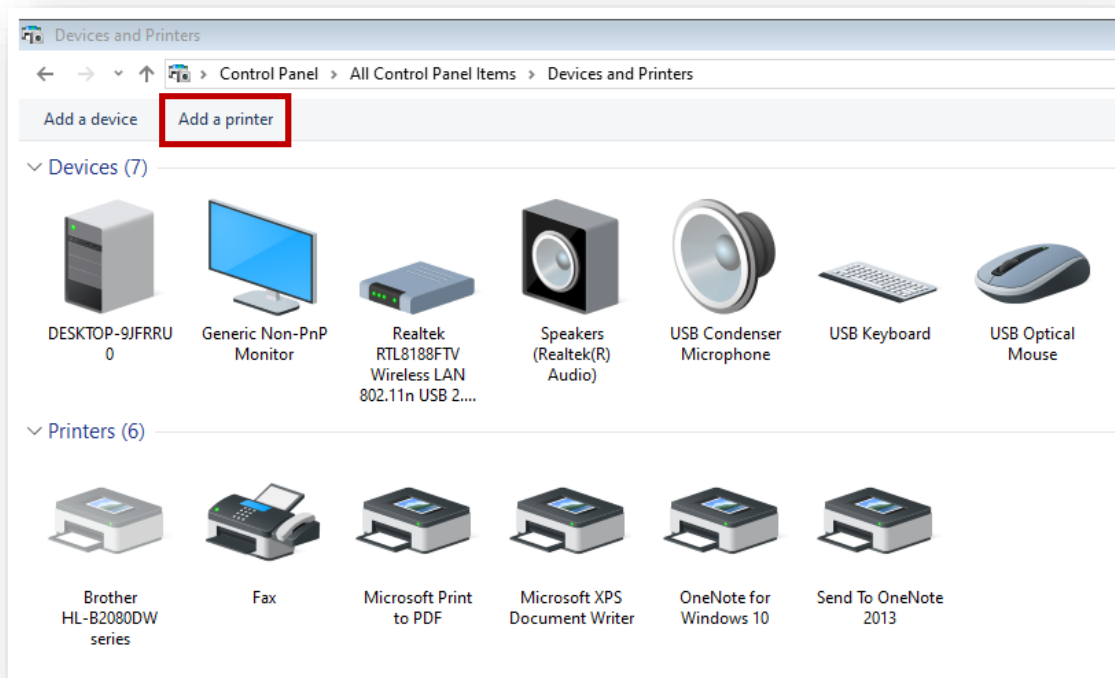 Devices and Printers
Control Panel > All Control Panel Items > Devices and Printers
Add a device Add a printer
Devices (7)
DESKTOP-9JFRRU
0
Generic Non-PnP
Monitor
Realtek
RTL8188FTV
Wireless LAN
802.11n USB 2....
Speakers
(Realtek(R)
Audio)
USB Condenser
Microphone
USB Keyboard
USB Optical
Mouse
Printers (6)
Brother
HL-B2080DW
series
Fax
Microsoft Print
to PDF
Microsoft XPS
Document Writer
OneNote for
Windows 10
Send To OneNote
2013